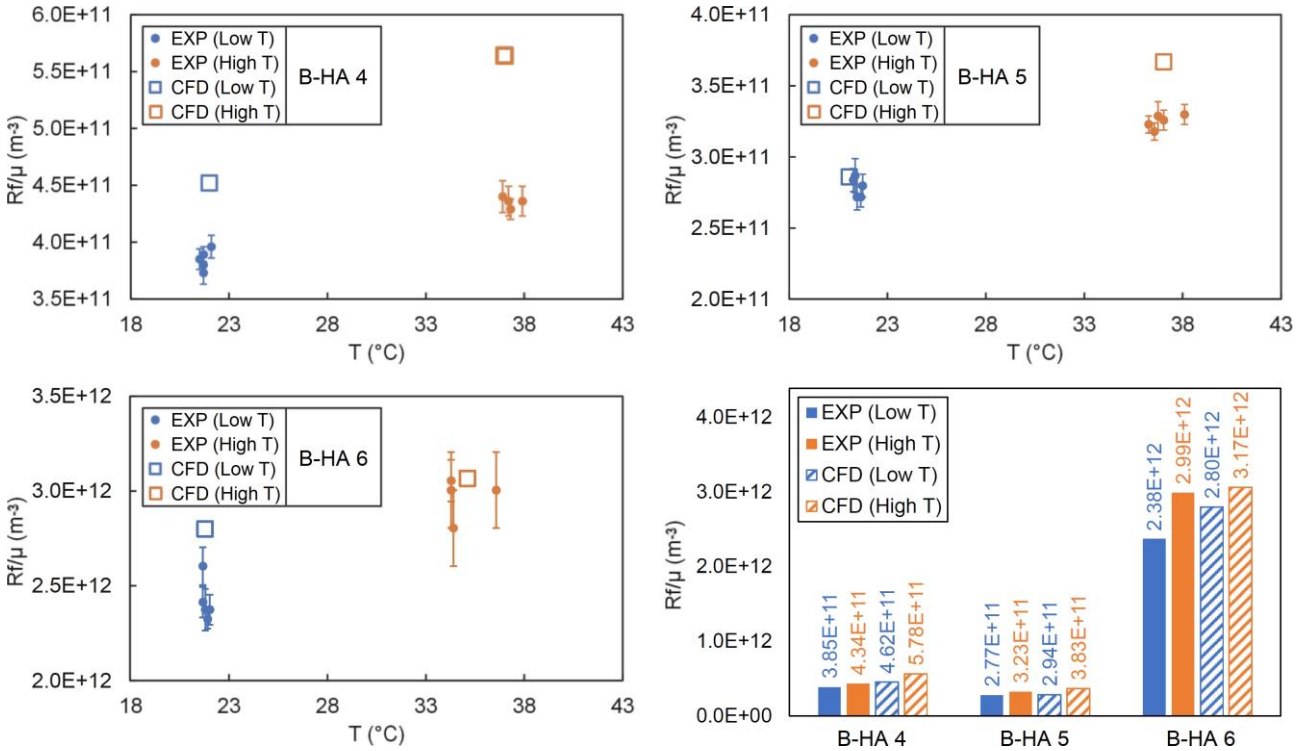 6.0E+11
5.5E+11
5.0E+11
4.5E+11
4.0E+11
3.5E+11
Rf/μ (m⁻³)
EXP (Low T)
EXP (High T)
CFD (Low T)
CFD (High T)
B-HA 4
18 23 28 33 38 43
T (°C)
4.0E+11
3.5E+11
3.0E+11
2.5E+11
2.0E+11
Rf/μ (m⁻³)
EXP (Low T)
EXP (High T)
CFD (Low T)
CFD (High T)
B-HA 5
18 23 28 33 38 43
T (°C)
3.5E+12
3.0E+12
2.5E+12
2.0E+12
Rf/μ (m⁻³)
EXP (Low T)
EXP (High T)
CFD (Low T)
CFD (High T)
B-HA 6
18 23 28 33 38 43
T (°C)
4.0E+12
3.0E+12
2.0E+12
1.0E+12
0.0E+00
Rf/μ (m⁻³)
EXP (Low T)
EXP (High T)
CFD (Low T)
CFD (High T)
3.85E+11
4.34E+11
4.62E+11
5.78E+11
2.77E+11
3.23E+11
2.94E+11
3.83E+11
2.38E+12
2.99E+12
2.80E+12
3.17E+12
B-HA 4 B-HA 5 B-HA 6